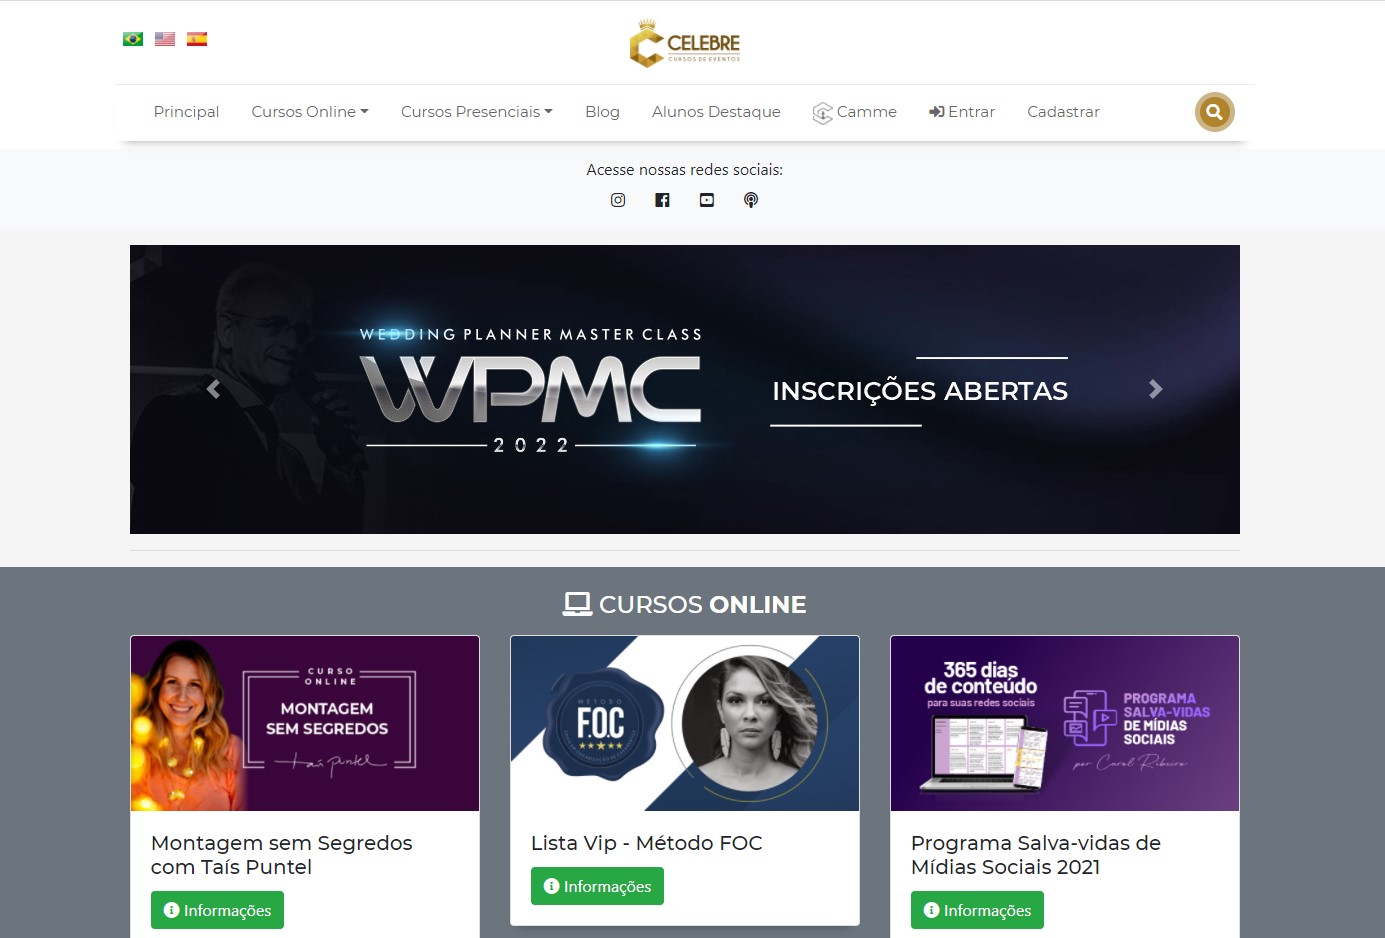 CELEBRE
CURSOS DE EVENTOS
Principal
Cursos Online
Cursos Presenciais
Blog
Alunos Destaque
Camme
Entrar
Cadastrar
Acesse nossas redes sociais:
WEDDING PLANNER MASTER CLASS
WPMC
2022
INSCRIÇÕES ABERTAS
CURSOS ONLINE
CURSO
ONLINE
MONTAGEM
SEM SEGREDOS
taís puntel
Montagem sem Segredos
com Taís Puntel
Informações
MÉTODO
F.O.C
Lista Vip - Método FOC
Informações
365 dias
de conteúdo
para suas redes sociais
PROGRAMA
SALVA-VIDAS
DE MÍDIAS
SOCIAIS
por Carol Ribeiro
Programa Salva-vidas de
Mídias Sociais 2021
Informações